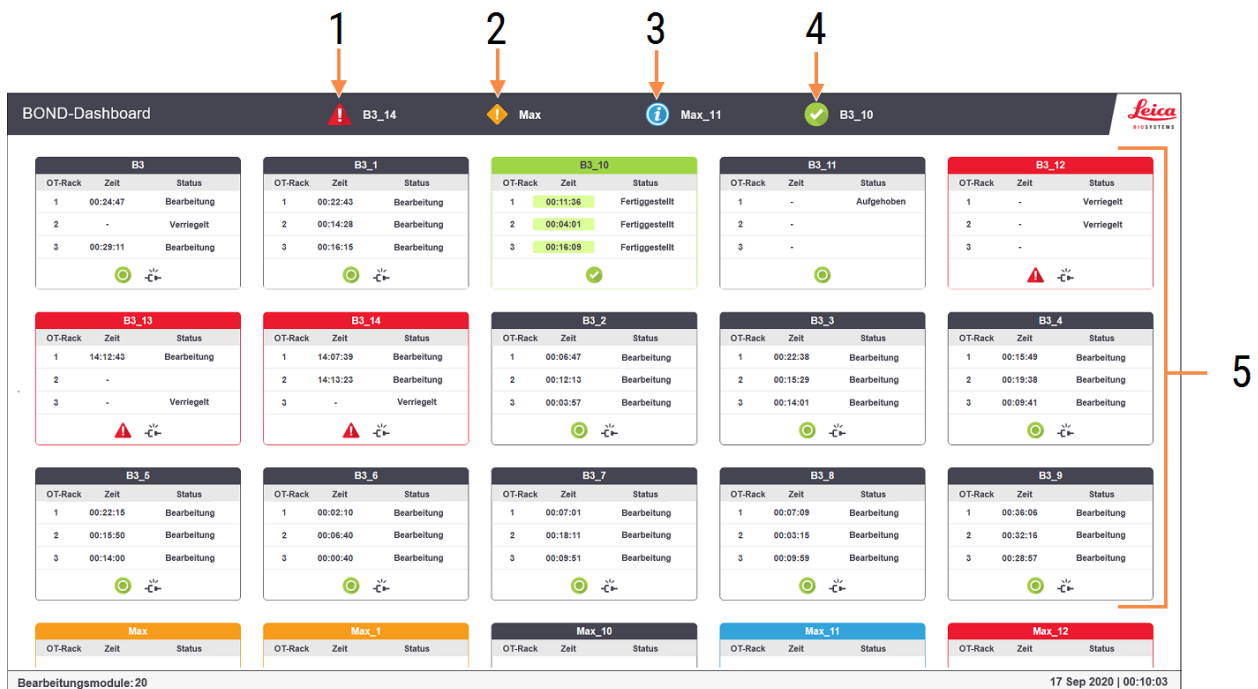 1 2 3 4
BOND-Dashboard B3_14 Max Max_11 B3_10 Leica
BIOSYSTEMS
B3 B3_1 B3_10 B3_11 B3_12
OT-Rack Zeit Status OT-Rack Zeit Status OT-Rack Zeit Status OT-Rack Zeit Status OT-Rack Zeit Status
1 00:24:47 Bearbeitung 1 00:22:43 Bearbeitung 1 00:11:36 Fertiggestellt 1 - Aufgehoben 1 - Verriegelt
2 - Verriegelt 2 00:14:28 Bearbeitung 2 00:04:01 Fertiggestellt 2 - 2 - Verriegelt
3 00:29:11 Bearbeitung 3 00:16:15 Bearbeitung 3 00:16:09 Fertiggestellt 3 - 3 -
B3_13 B3_14 B3_2 B3_3 B3_4
OT-Rack Zeit Status OT-Rack Zeit Status OT-Rack Zeit Status OT-Rack Zeit Status OT-Rack Zeit Status
1 14:12:43 Bearbeitung 1 14:07:39 Bearbeitung 1 00:06:47 Bearbeitung 1 00:22:38 Bearbeitung 1 00:15:49 Bearbeitung
2 - 2 14:13:23 Bearbeitung 2 00:12:13 Bearbeitung 2 00:15:29 Bearbeitung 2 00:19:38 Bearbeitung
5
3 - Verriegelt 3 - Verriegelt 3 00:03:57 Bearbeitung 3 00:14:01 Bearbeitung 3 00:09:41 Bearbeitung
B3_5 B3_6 B3_7 B3_8 B3_9
OT-Rack Zeit Status OT-Rack Zeit Status OT-Rack Zeit Status OT-Rack Zeit Status OT-Rack Zeit Status
1 00:22:15 Bearbeitung 1 00:02:10 Bearbeitung 1 00:07:01 Bearbeitung 1 00:07:09 Bearbeitung 1 00:36:06 Bearbeitung
2 00:15:50 Bearbeitung 2 00:06:40 Bearbeitung 2 00:18:11 Bearbeitung 2 00:03:15 Bearbeitung 2 00:32:16 Bearbeitung
3 00:14:00 Bearbeitung 3 00:00:40 Bearbeitung 3 00:09:51 Bearbeitung 3 00:09:59 Bearbeitung 3 00:28:57 Bearbeitung
Max Max_1 Max_10 Max_11 Max_12
OT-Rack Zeit Status OT-Rack Zeit Status OT-Rack Zeit Status OT-Rack Zeit Status OT-Rack Zeit Status
Bearbeitungsmodule: 20 17 Sep 2020 | 00:10:03